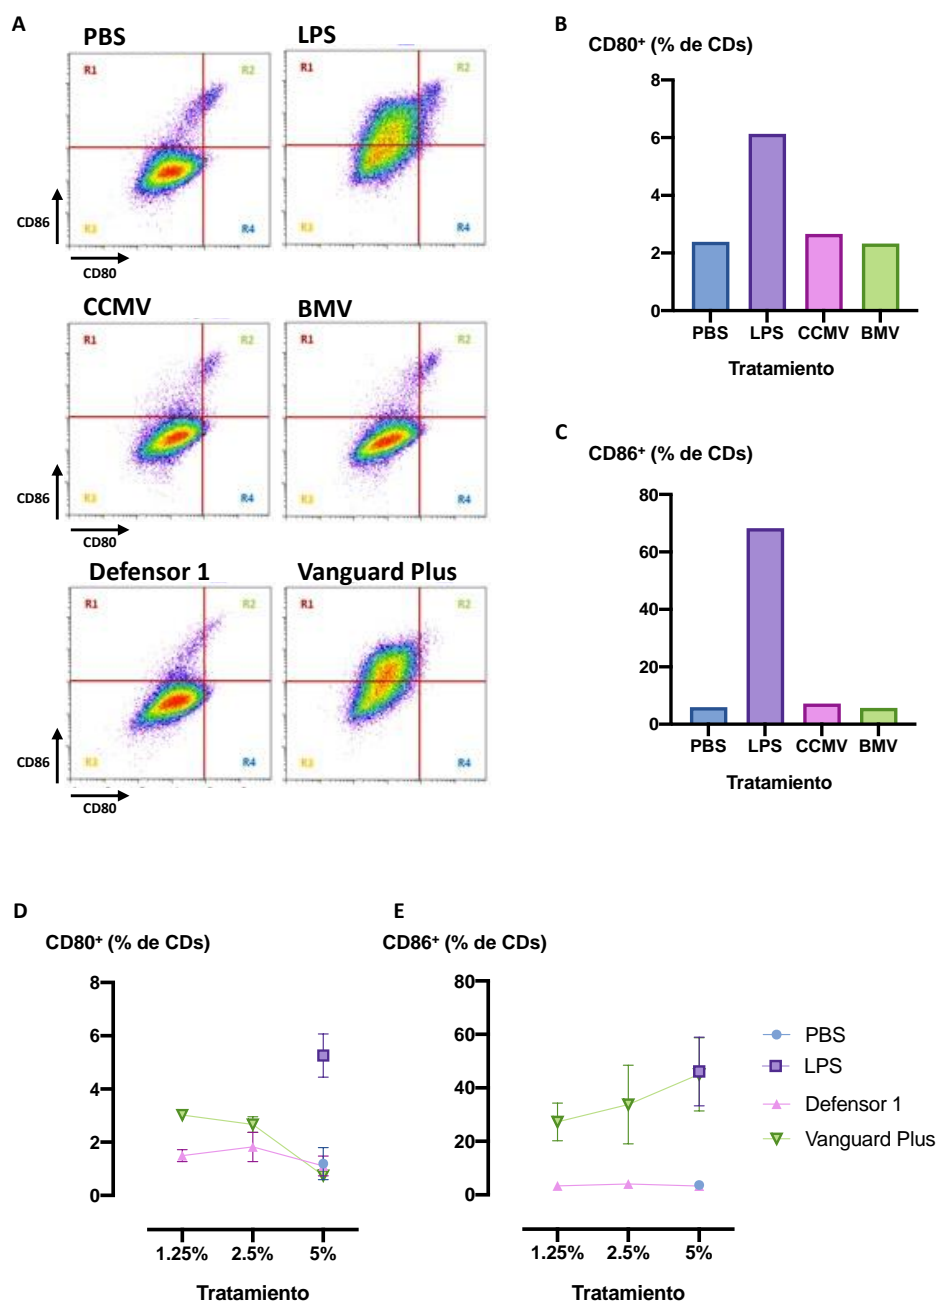 A
PBS
LPS
R1
R2
R3
R4
R1
R2
R3
R4
CD86
CD80
CCMV
BMV
R1
R2
R3
R4
R1
R2
R3
R4
CD86
CD80
Defensor 1
Vanguard Plus
R1
R2
R3
R4
R1
R2
R3
R4
CD86
CD80
B
CD80⁺ (% de CDs)
8
6
4
2
0
PBS LPS CCMV BMV
Tratamiento
C
CD86⁺ (% de CDs)
80
60
40
20
0
PBS LPS CCMV BMV
Tratamiento
D
CD80⁺ (% de CDs)
8
6
4
2
0
1.25% 2.5% 5%
Tratamiento
E
CD86⁺ (% de CDs)
80
60
40
20
0
1.25% 2.5% 5%
Tratamiento
PBS
LPS
Defensor 1
Vanguard Plus